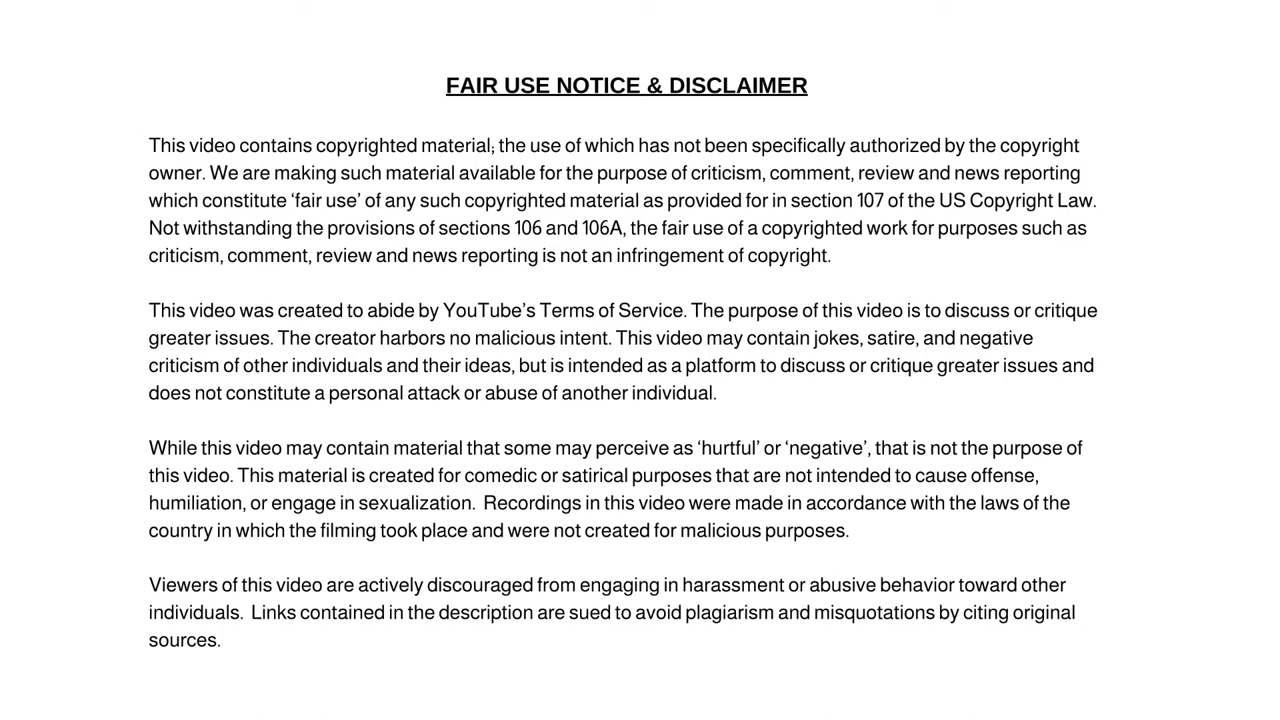 FAIR USE NOTICE & DISCLAIMER
This video contains copyrighted material; the use of which has not been specifically authorized by the copyright
owner. We are making such material available for the purpose of criticism, comment, review and news reporting
which constitute ‘fair use’ of any such copyrighted material as provided for in section 107 of the US Copyright Law.
Not withstanding the provisions of sections 106 and 106A, the fair use of a copyrighted work for purposes such as
criticism, comment, review and news reporting is not an infringement of copyright.
This video was created to abide by YouTube’s Terms of Service. The purpose of this video is to discuss or critique
greater issues. The creator harbors no malicious intent. This video may contain jokes, satire, and negative
criticism of other individuals and their ideas, but is intended as a platform to discuss or critique greater issues and
does not constitute a personal attack or abuse of another individual.
While this video may contain material that some may perceive as ‘hurtful’ or ‘negative’, that is not the purpose of
this video. This material is created for comedic or satirical purposes that are not intended to cause offense,
humiliation, or engage in sexualization.  Recordings in this video were made in accordance with the laws of the
country in which the filming took place and were not created for malicious purposes.
Viewers of this video are actively discouraged from engaging in harassment or abusive behavior toward other
individuals.  Links contained in the description are sued to avoid plagiarism and misquotations by citing original
sources.